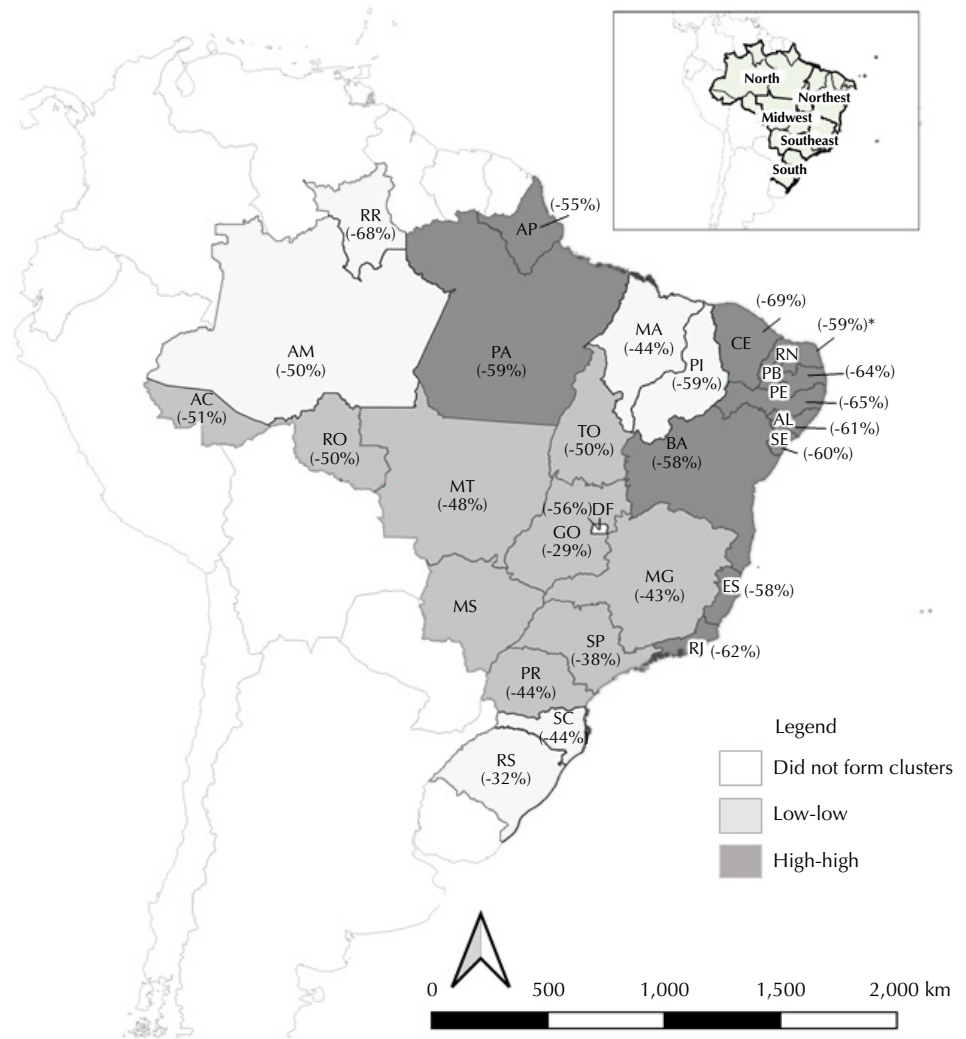 North
Northest
Midwest
Southeast
South
RR
(-68%)
AP
(-55%)
AM
(-50%)
PA
(-59%)
MA
(-44%)
PI
(-59%)
CE
(-69%)
RN
(-59%)*
PB
(-64%)
PE
(-65%)
AL
(-61%)
SE
(-60%)
AC
(-51%)
RO
(-50%)
TO
(-50%)
BA
(-58%)
MT
(-48%)
(-56%)
DF
GO
(-29%)
MG
(-43%)
ES
(-58%)
MS
SP
(-38%)
RJ
(-62%)
PR
(-44%)
SC
(-44%)
RS
(-32%)
Legend
Did not form clusters
Low-low
High-high
0 500 1,000 1,500 2,000 km